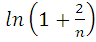 ln(1 + 2/n)